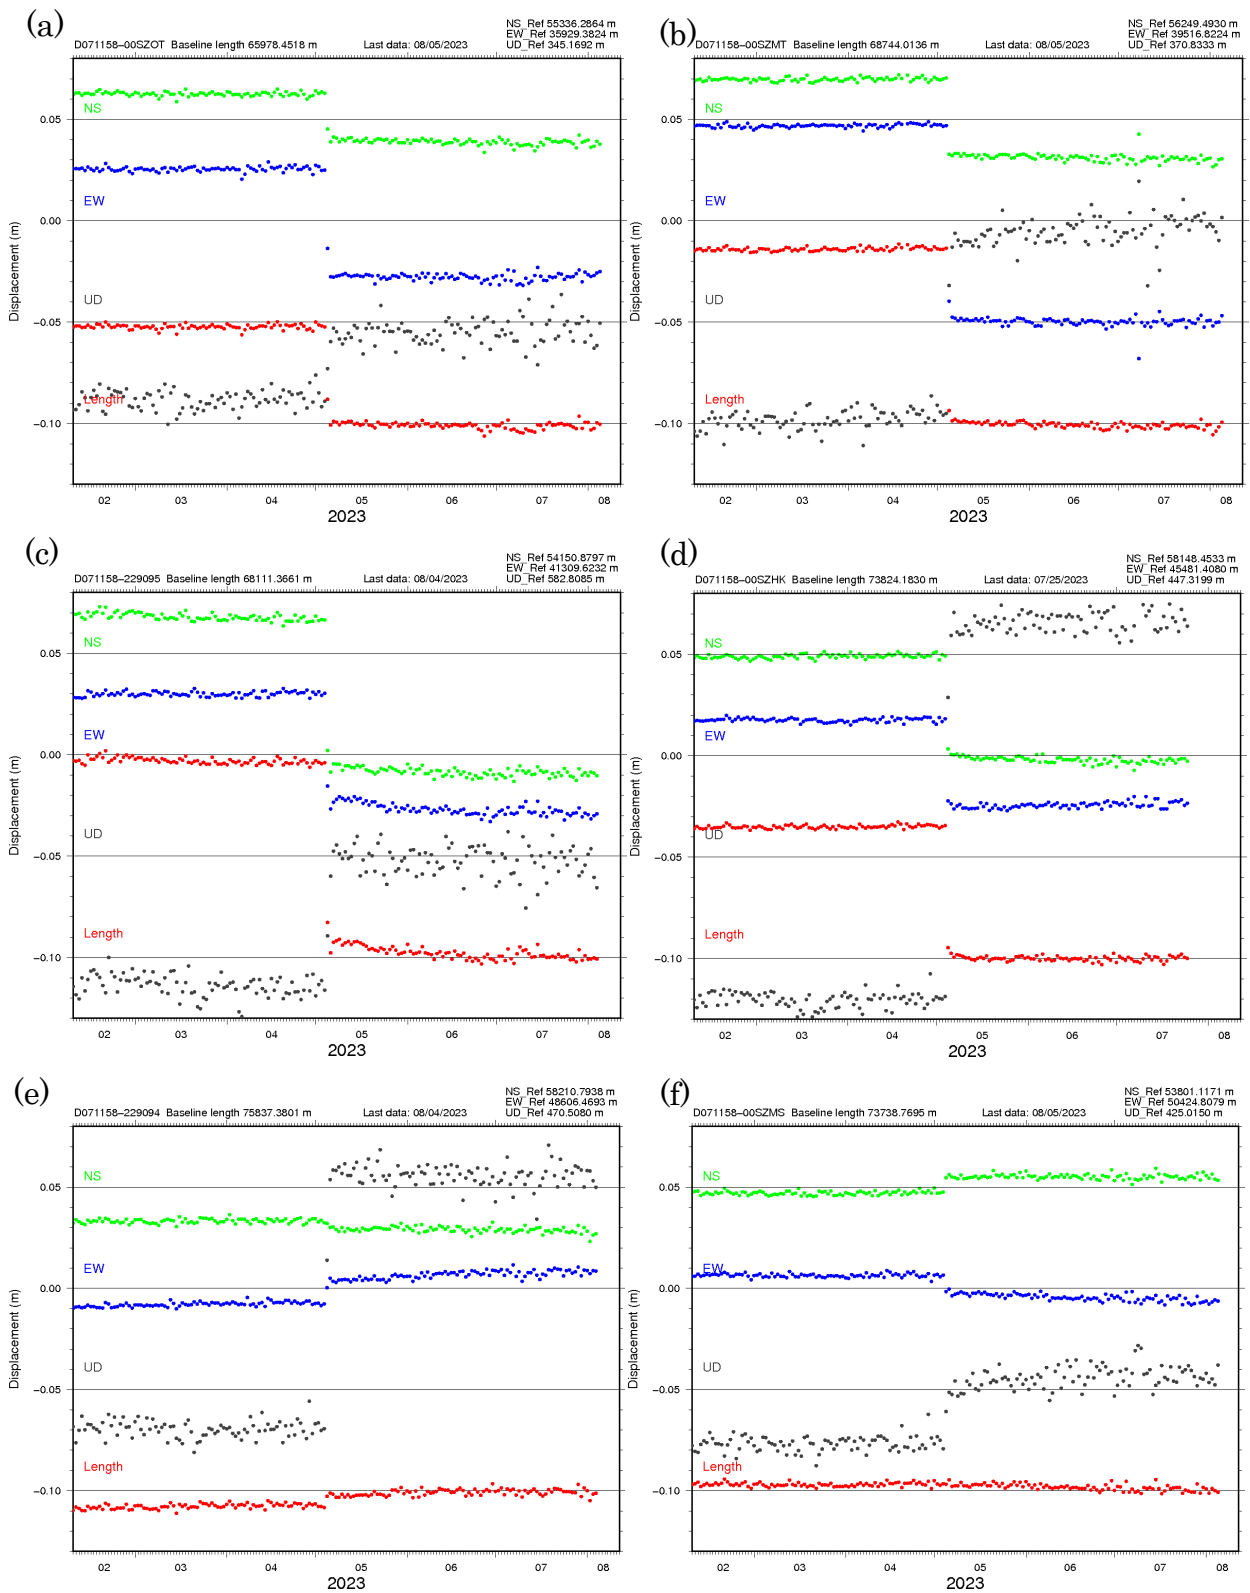 (a)
NS_Ref 55336.2864 m
EW_Ref 35929.3824 m
D071158-00SZOT Baseline length 65978.4518 m Last data: 08/05/2023 UD_Ref 345.1692 m
NS
0.05
EW
0.00
Displacement (m)
UD
-0.05
Length
-0.10
02 03 04 05 06 07 08
2023
(b)
NS_Ref 56249.4930 m
EW_Ref 39516.8224 m
D071158-00SZMT Baseline length 68744.0136 m Last data: 08/05/2023 UD_Ref 370.8333 m
NS
0.05
EW
0.00
Displacement (m)
UD
-0.05
Length
-0.10
02 03 04 05 06 07 08
2023
(c)
NS_Ref 54150.8797 m
EW_Ref 41309.6232 m
D071158-229095 Baseline length 68111.3661 m Last data: 08/04/2023 UD_Ref 582.8085 m
NS
0.05
EW
0.00
Displacement (m)
UD
-0.05
Length
-0.10
02 03 04 05 06 07 08
2023
(d)
NS_Ref 58148.4533 m
EW_Ref 45481.4080 m
D071158-00SZHK Baseline length 73824.1830 m Last data: 07/25/2023 UD_Ref 447.3199 m
NS
0.05
EW
0.00
Displacement (m)
UD
-0.05
Length
-0.10
02 03 04 05 06 07 08
2023
(e)
NS_Ref 58210.7938 m
EW_Ref 48606.4693 m
D071158-229094 Baseline length 75837.3801 m Last data: 08/04/2023 UD_Ref 470.5080 m
NS
0.05
EW
0.00
Displacement (m)
UD
-0.05
Length
-0.10
02 03 04 05 06 07 08
2023
(f)
NS_Ref 53801.1171 m
EW_Ref 50424.8079 m
D071158-00SZMS Baseline length 73738.7695 m Last data: 08/05/2023 UD_Ref 425.0150 m
NS
0.05
EW
0.00
Displacement (m)
UD
-0.05
Length
-0.10
02 03 04 05 06 07 08
2023